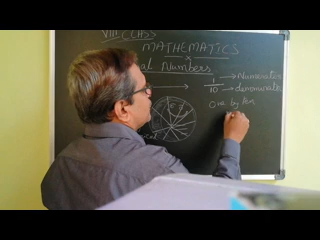 VIII CLASS
MATHEMATICS
x
al Numbers
1 → Numerator
10 → denominator
One by ten